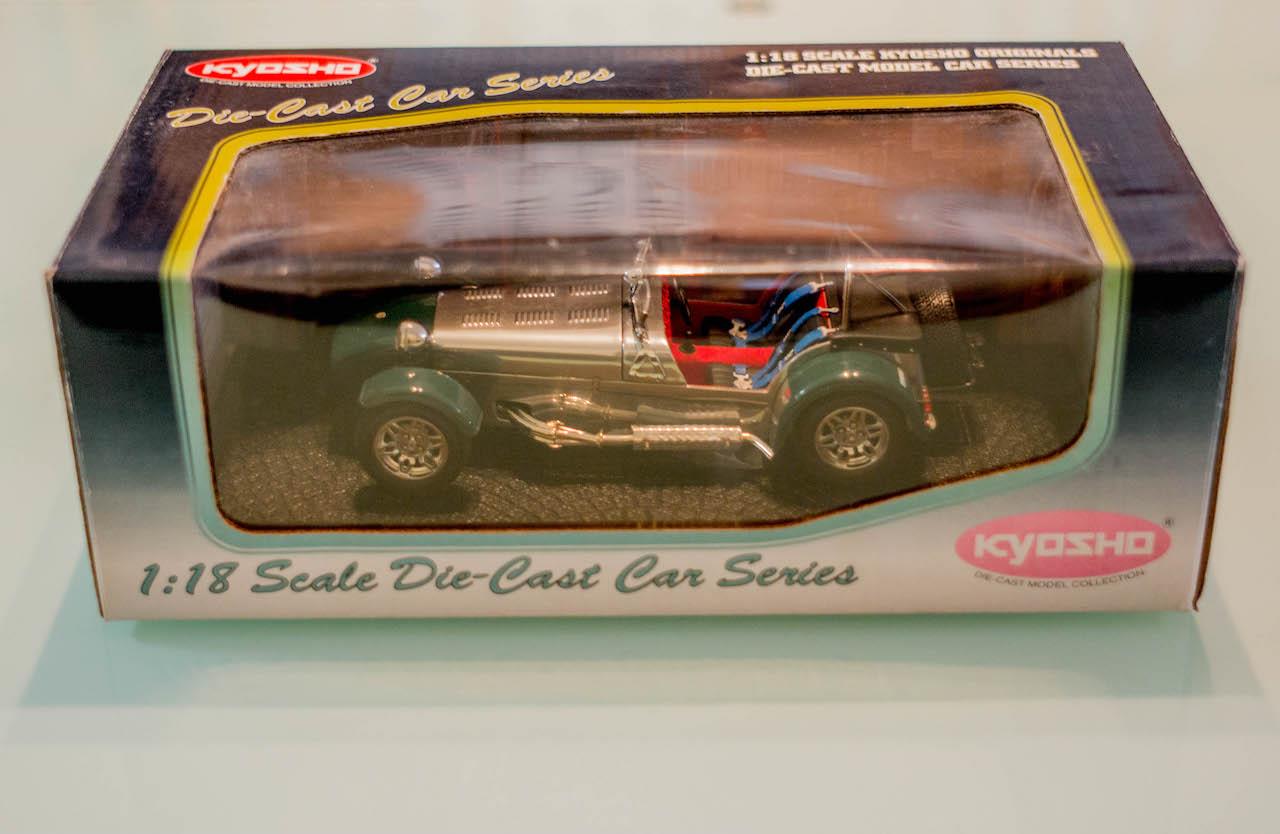 KYOSHO®
DIE-CAST MODEL COLLECTION
Die-Cast Car Series
1:18 SCALE KYOSHO ORIGINALS
DIE-CAST MODEL CAR SERIES
1:18 Scale Die-Cast Car Series
KYOSHO®
DIE-CAST MODEL COLLECTION